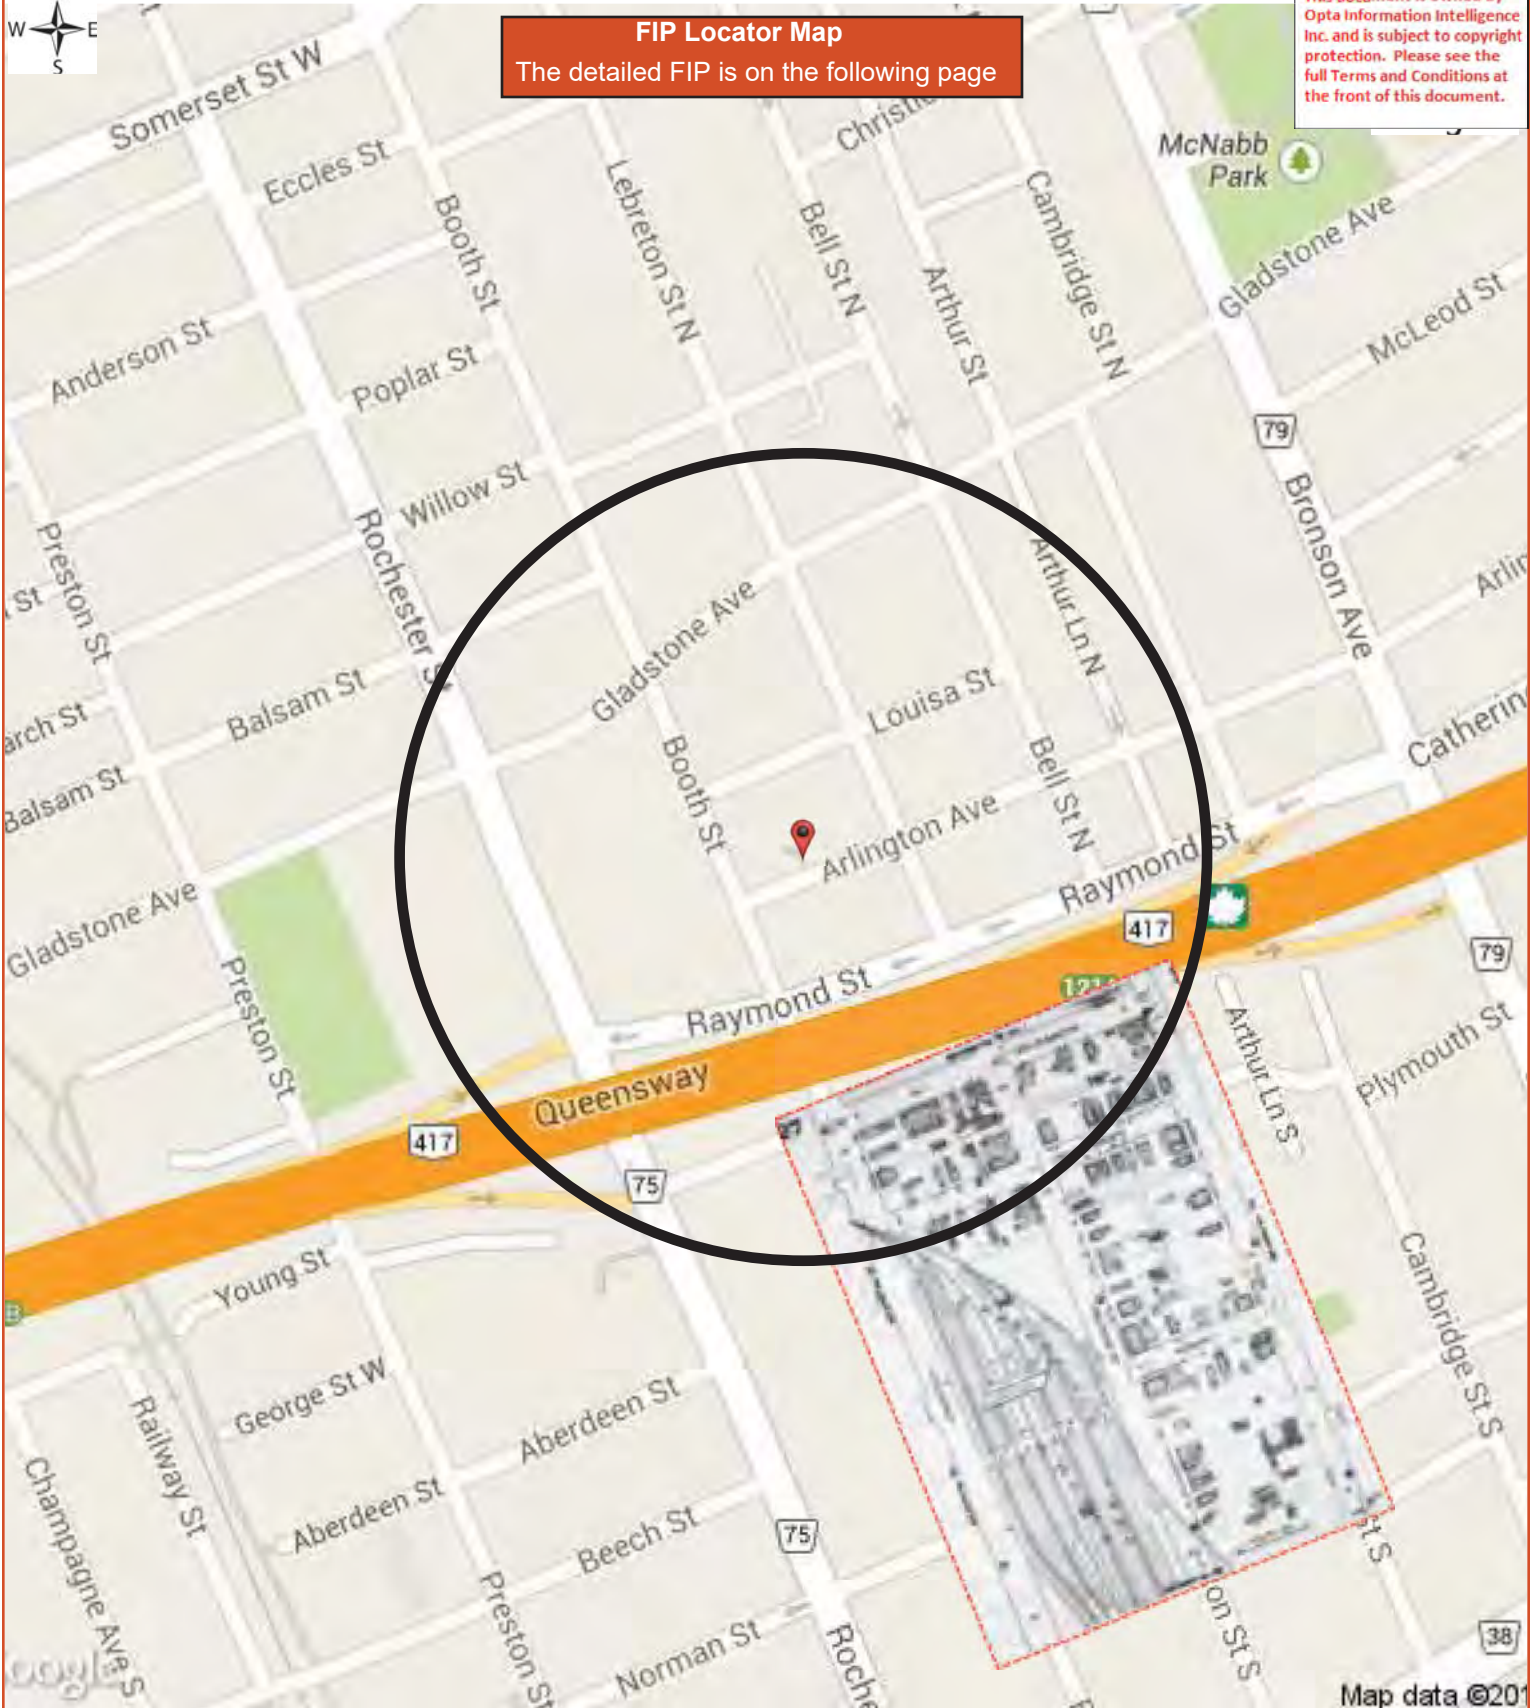 W
E
S
FIP Locator Map
The detailed FIP is on the following page
Opta Information Intelligence
Inc. and is subject to copyright
protection. Please see the
full Terms and Conditions at
the front of this document.
Somerset St W
Eccles St
Christie
McNabb
Park
Booth St
Lebreton St N
Bell St N
Cambridge St N
Arthur St
Gladstone Ave
McLeod St
Anderson St
Poplar St
79
Willow St
Rochester St
Preston St
Bronson Ave
St
Arthur Ln N
Gladstone Ave
Balsam St
Louisa St
Balsam St
Booth St
Bell St N
Arlington Ave
Raymond St
Gladstone Ave
417
79
Preston St
Raymond St
Arthur Ln S
Plymouth St
Queensway
417
75
Young St
Cambridge St S
George St W
Aberdeen St
Railway St
Aberdeen St
Champagne Ave S
Beech St
75
Preston St
Norman St
St S
38
Map data ©201